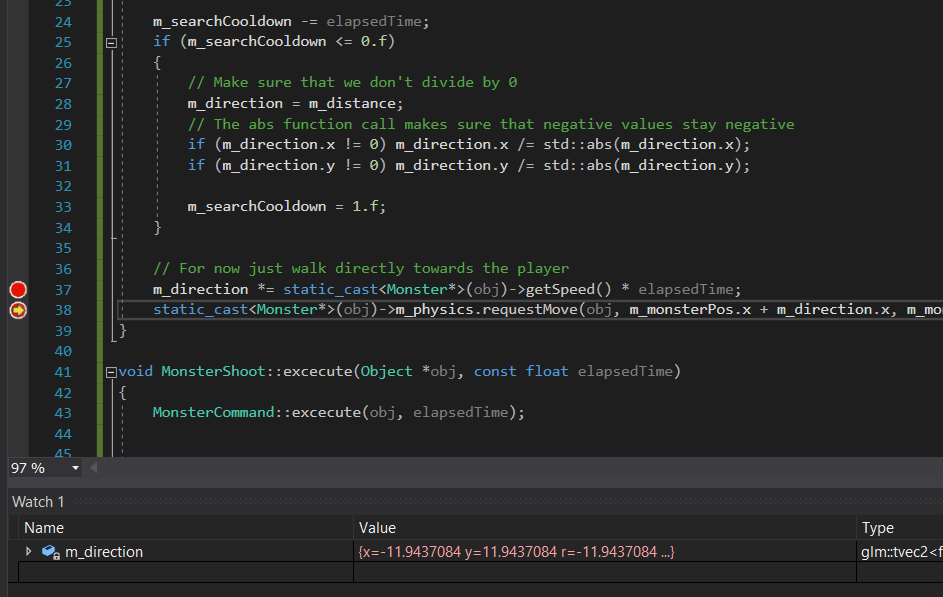 23
24 m_searchCooldown -= elapsedTime;
25 if (m_searchCooldown <= 0.f)
26 {
27 // Make sure that we don't divide by 0
28 m_direction = m_distance;
29 // The abs function call makes sure that negative values stay negative
30 if (m_direction.x != 0) m_direction.x /= std::abs(m_direction.x);
31 if (m_direction.y != 0) m_direction.y /= std::abs(m_direction.y);
32
33 m_searchCooldown = 1.f;
34 }
35
36 // For now just walk directly towards the player
37 m_direction *= static_cast<Monster*>(obj)->getSpeed() * elapsedTime;
38 static_cast<Monster*>(obj)->m_physics.requestMove(obj, m_monsterPos.x + m_direction.x, m_mo
39 }
40
41 void MonsterShoot::excecute(Object *obj, const float elapsedTime)
42 {
43 MonsterCommand::excecute(obj, elapsedTime);
44
45
97 %
Watch 1
Name Value Type
m_direction {x=-11.9437084 y=11.9437084 r=-11.9437084 ...} glm::tvec2<f